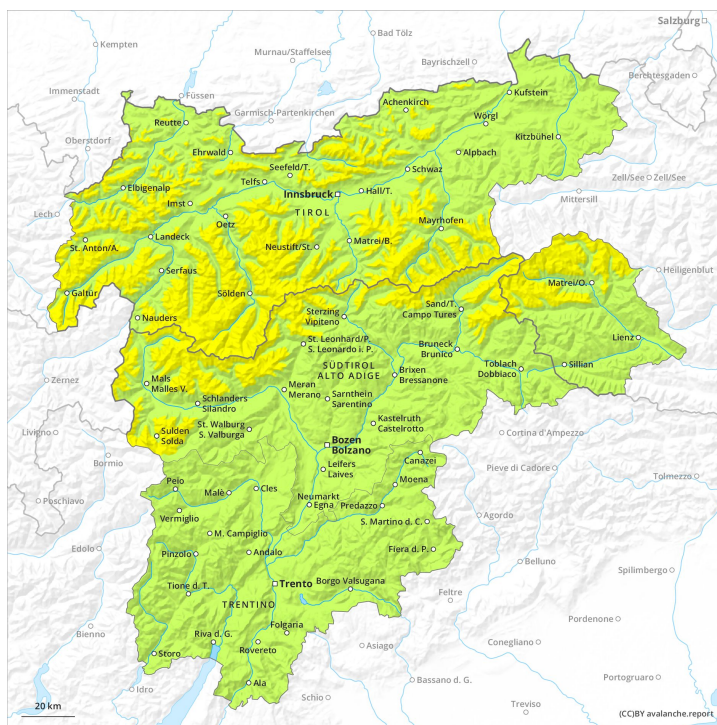 Salzburg
Bad Tölz
Kempten
Murnau/Staffelsee
Bayrischzell
Berchtesgaden
Immenstadt
Füssen
Achenkirch
Kufstein
Garmisch-Partenkirchen
Reutte
Wörgl
Oberstdorf
Ehrwald
Kitzbühel
Seefeld/T.
Alpbach
Schwaz
Telfs
Zell/See
Zell/See
Elbigenalp
Innsbruck
Hall/T.
Mittersill
Imst
Lech
TIROL
Oetz
Mayrhofen
St. Anton/A.
Landeck
Neustift/St.
Matrei/B.
Serfaus
Heiligenblut
Galtür
Sölden
Matrei/O.
Nauders
Sterzing
Vipiteno
Sand/T.
Campo Tures
St. Leonhard/P.
S. Leonardo i. P.
Lienz
Bruneck
Brunico
Zernez
Mals
Malles V.
SÜDTIROL
ALTO ADIGE
Toblach
Dobbiaco
Sillian
Brixen
Bressanone
Meran
Merano
Schlanders
Silandro
Sarnthein
Sarentino
St. Walburg
S. Valburga
Kastelruth
Castelrotto
Livigno
Sulden
Solda
Cortina d'Ampezzo
Bozen
Bolzano
Bormio
Canazei
Leifers
Laives
Pieve di Cadore
Tolmezzo
Peio
Moena
Malè
Cles
Poschiavo
Neumarkt
Egna
Predazzo
Vermiglio
Agordo
S. Martino d. C.
M. Campiglio
Edolo
Pinzolo
Andalo
Fiera d. P.
Belluno
Spilimbergo
Tione d. T.
Trento
Borgo Valsugana
Feltre
TRENTINO
Pordenone
Folgaria
Bienno
Riva d. G.
Conegliano
Rovereto
Asiago
Storo
Portogruaro
Bassano d. G.
Ala
Idro
Schio
Treviso
20 km
(CC)BY avalanche.report